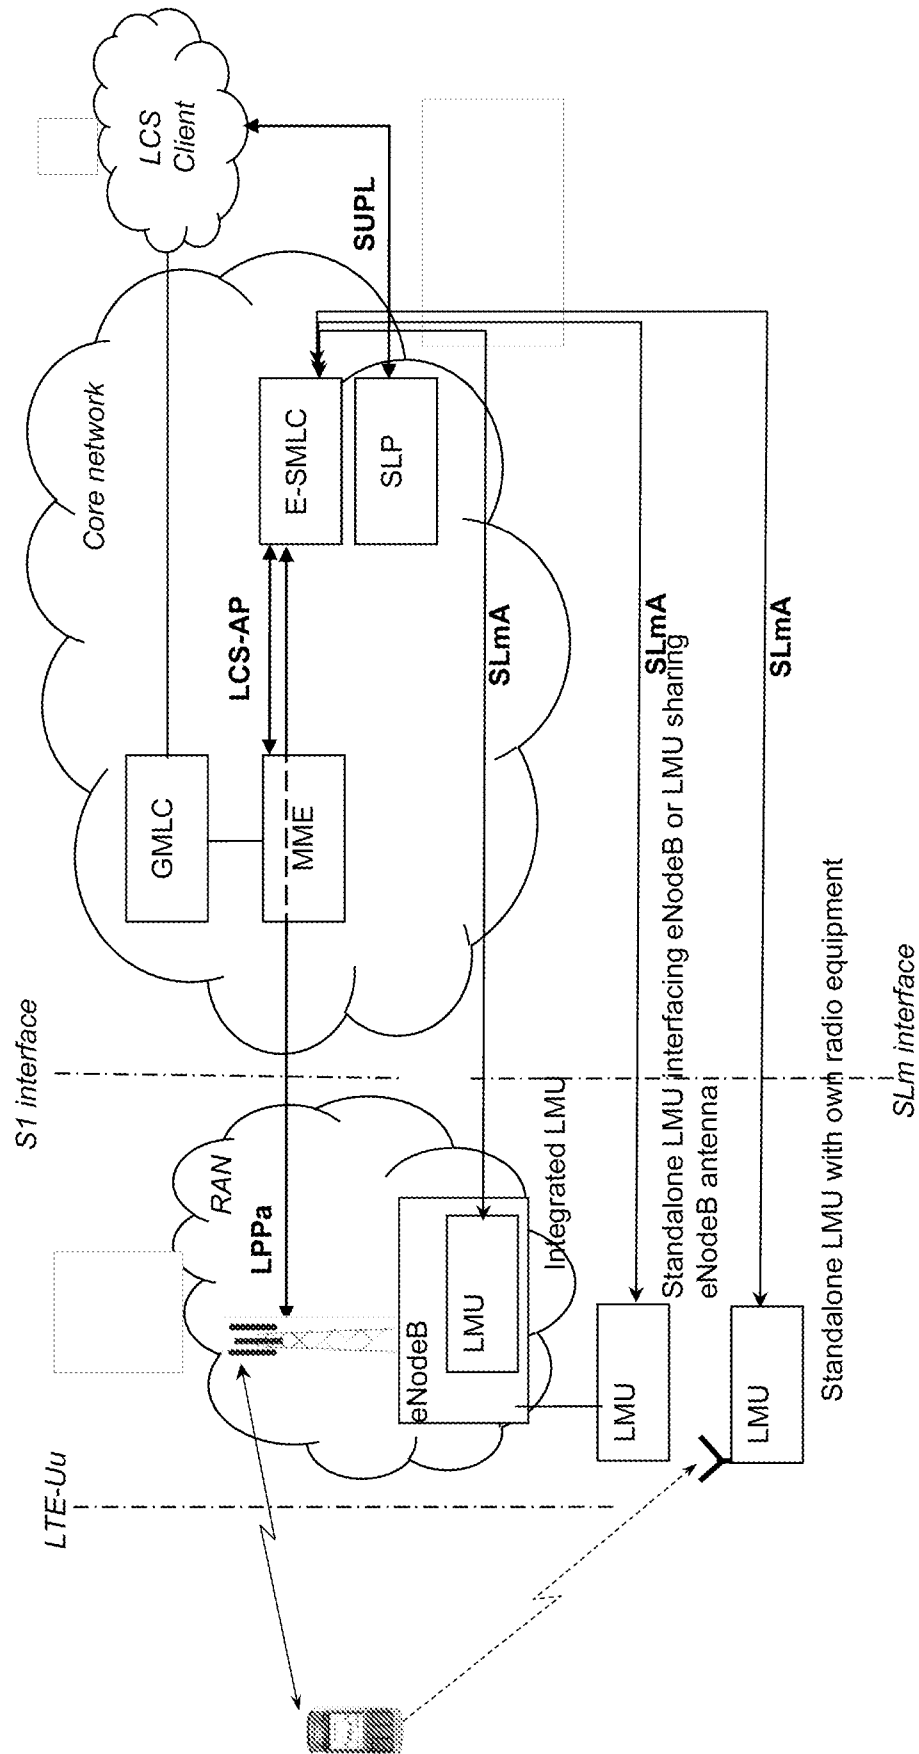 LTE-Uu
S1 interface
Core network
LCS
Client
GMLC
RAN
LPPa
MME
LCS-AP
E-SMLC
SLP
SUPL
eNodeB
LMU
Integrated LMU
SLmA
LMU
Standalone LMU interfacing eNodeB or LMU sharing
eNodeB antenna
SLmA
LMU
Standalone LMU with own radio equipment
SLmA
SLm interface